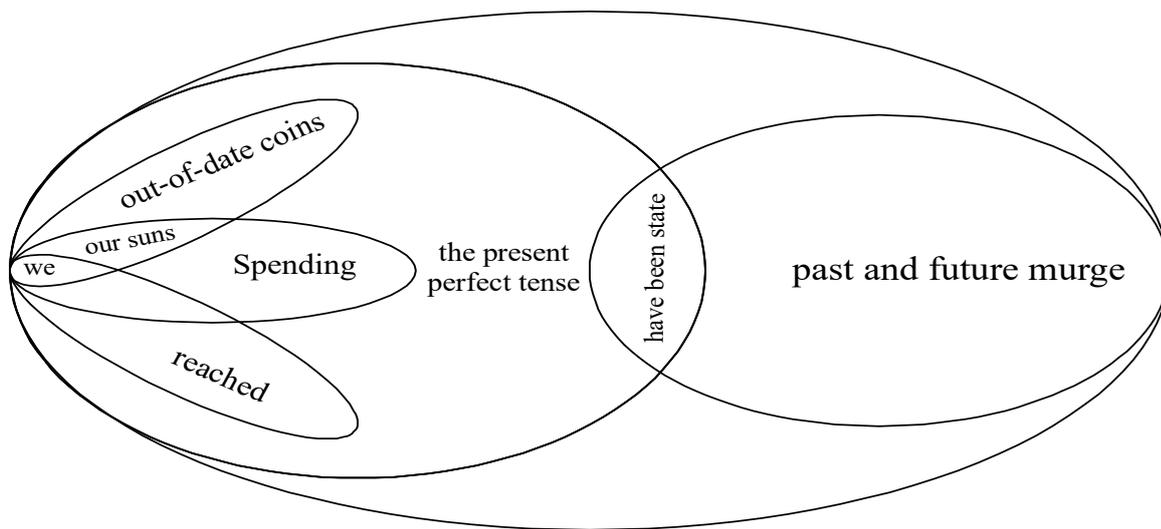 out-of-date coins
our suns
we
Spending
reached
the present
perfect tense
have been state
past and future murge